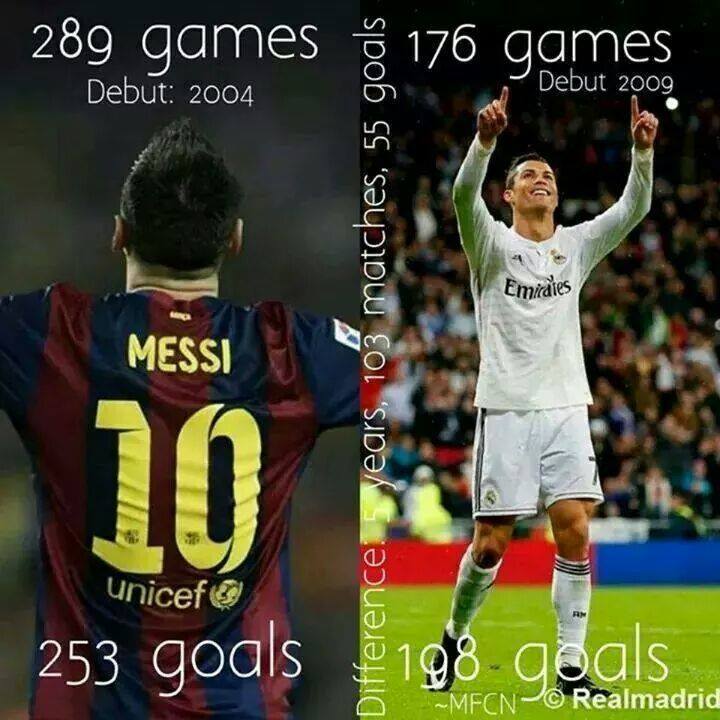 289 games
Debut: 2004
MESSI
10
unicef
253 goals
Difference: 5 years, 103 matches, 55 goals
176 games
Debut 2009
Emirates
198 goals
~MFCN
© Realmadrid